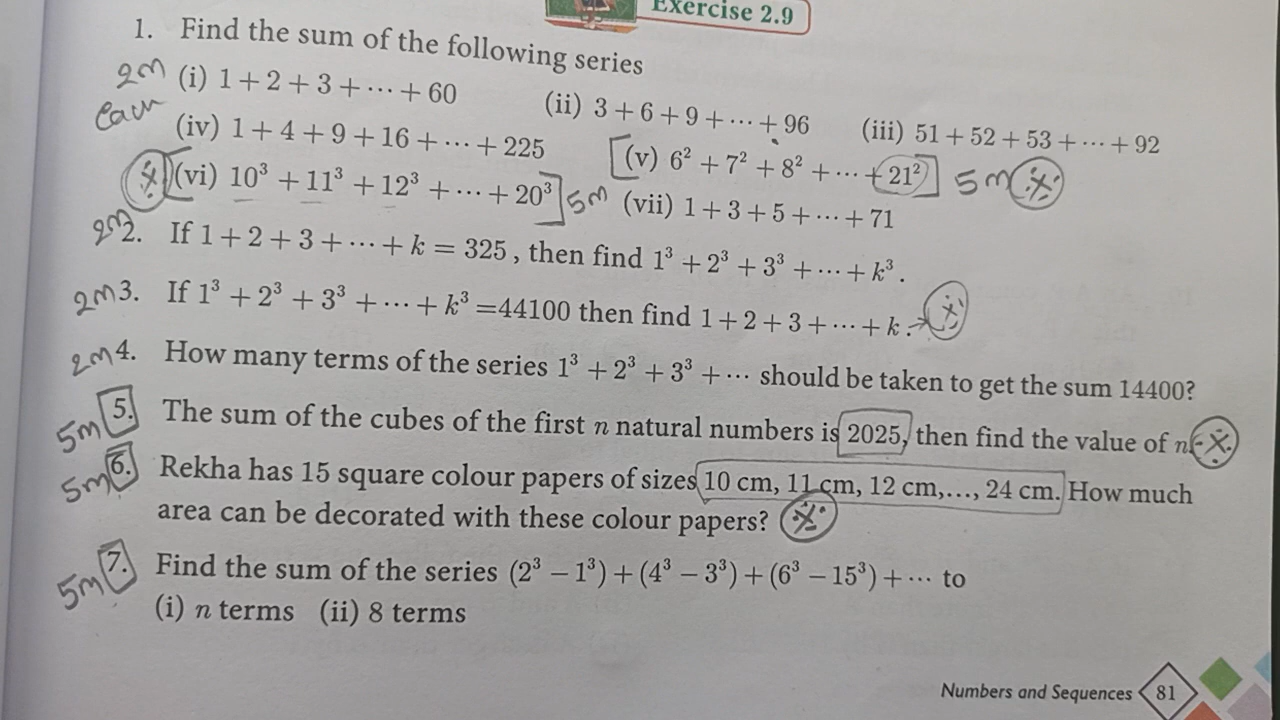 Exercise 2.9
1. Find the sum of the following series
2m (i) 1 + 2 + 3 + ⋯ + 60 (ii) 3 + 6 + 9 + ⋯ + 96 (iii) 51 + 52 + 53 + ⋯ + 92
each (iv) 1 + 4 + 9 + 16 + ⋯ + 225 [(v) 6² + 7² + 8² + ⋯ + 21²] 5m
[(vi) 10³ + 11³ + 12³ + ⋯ + 20³] 5m (vii) 1 + 3 + 5 + ⋯ + 71
2m 2. If 1 + 2 + 3 + ⋯ + k = 325, then find 1³ + 2³ + 3³ + ⋯ + k³.
2m 3. If 1³ + 2³ + 3³ + ⋯ + k³ =44100 then find 1 + 2 + 3 + ⋯ + k.
2m 4. How many terms of the series 1³ + 2³ + 3³ + ⋯ should be taken to get the sum 14400?
5m 5. The sum of the cubes of the first n natural numbers is 2025, then find the value of n.
5m 6. Rekha has 15 square colour papers of sizes 10 cm, 11 cm, 12 cm,…, 24 cm. How much
area can be decorated with these colour papers?
5m 7. Find the sum of the series (2³ − 1³) + (4³ − 3³) + (6³ − 15³) + ⋯ to
(i) n terms (ii) 8 terms
Numbers and Sequences 81